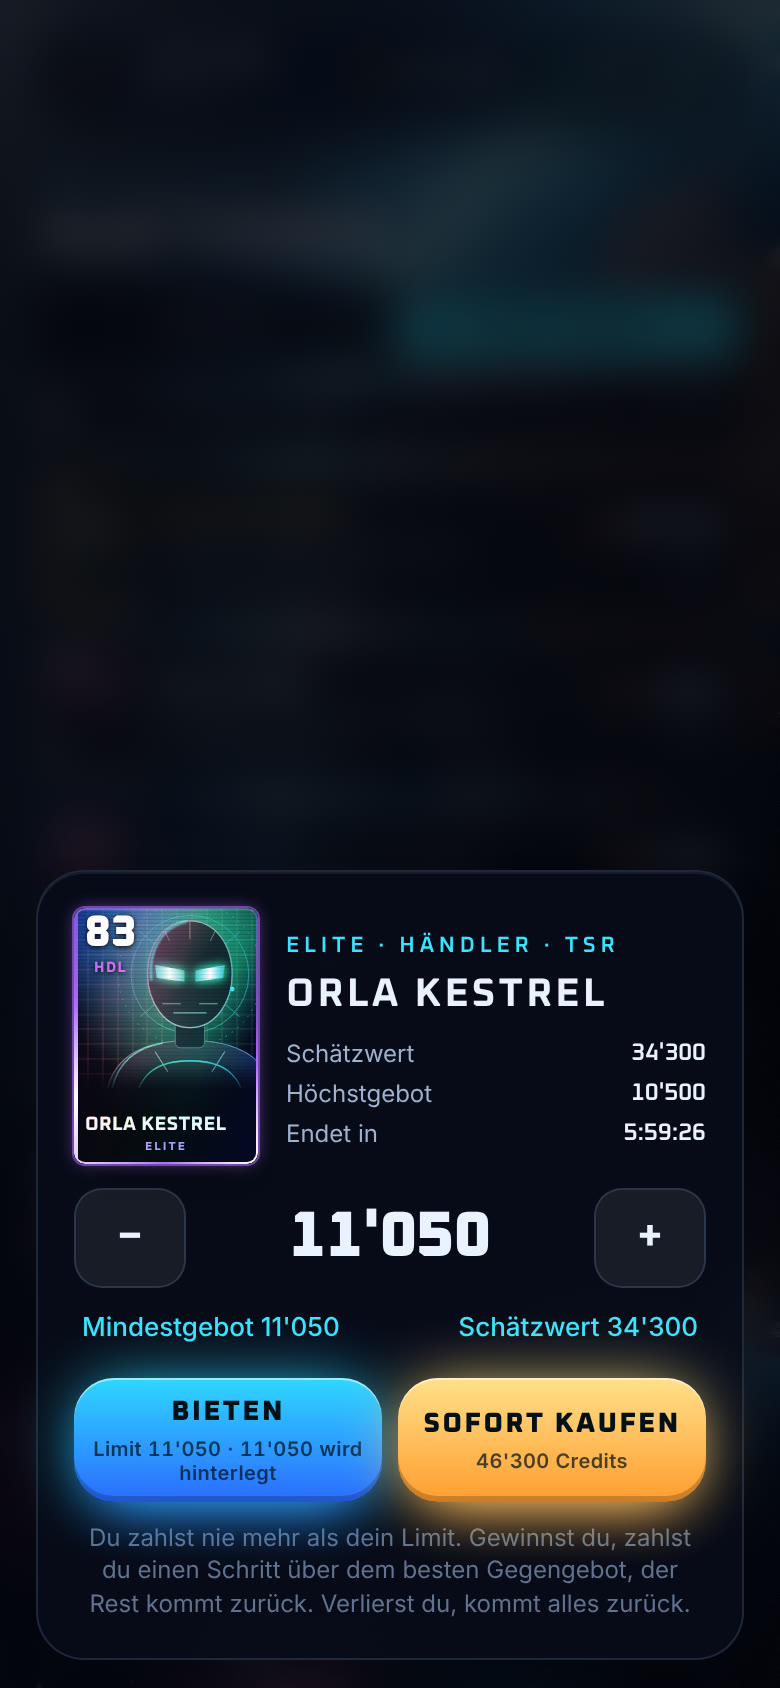 83
HDL
ORLA KESTREL
ELITE
ELITE · HÄNDLER · TSR
ORLA KESTREL
Schätzwert 34'300
Höchstgebot 10'500
Endet in 5:59:26
− 11'050 +
Mindestgebot 11'050 Schätzwert 34'300
BIETEN
Limit 11'050 · 11'050 wird
hinterlegt
SOFORT KAUFEN
46'300 Credits
Du zahlst nie mehr als dein Limit. Gewinnst du, zahlst
du einen Schritt über dem besten Gegengebot, der
Rest kommt zurück. Verlierst du, kommt alles zurück.